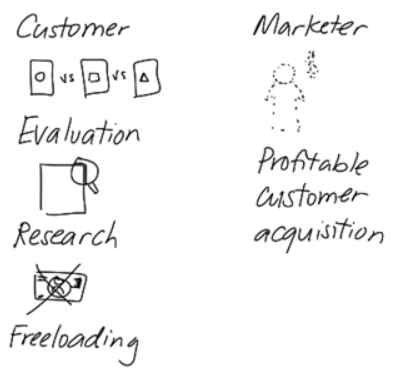 Customer
vs vs
Evaluation
Research
Freeloading
Marketer
Profitable
customer
acquisition